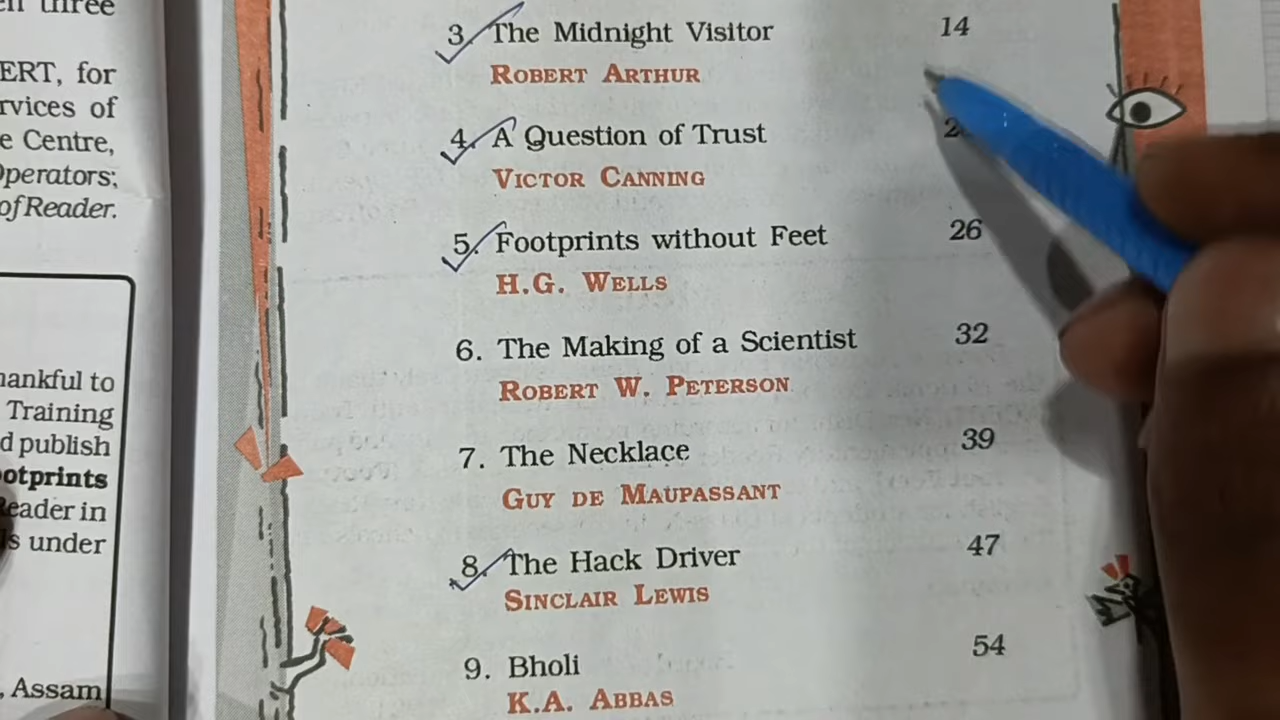 three
ERT, for
rvices of
e Centre,
Operators;
of Reader.
hankful to
Training
d publish
ootprints
Reader in
s under
, Assam
3. The Midnight Visitor 14
ROBERT ARTHUR
4. A Question of Trust
VICTOR CANNING
5. Footprints without Feet 26
H.G. WELLS
6. The Making of a Scientist 32
ROBERT W. PETERSON
7. The Necklace 39
GUY DE MAUPASSANT
8. The Hack Driver 47
SINCLAIR LEWIS
9. Bholi 54
K.A. ABBAS